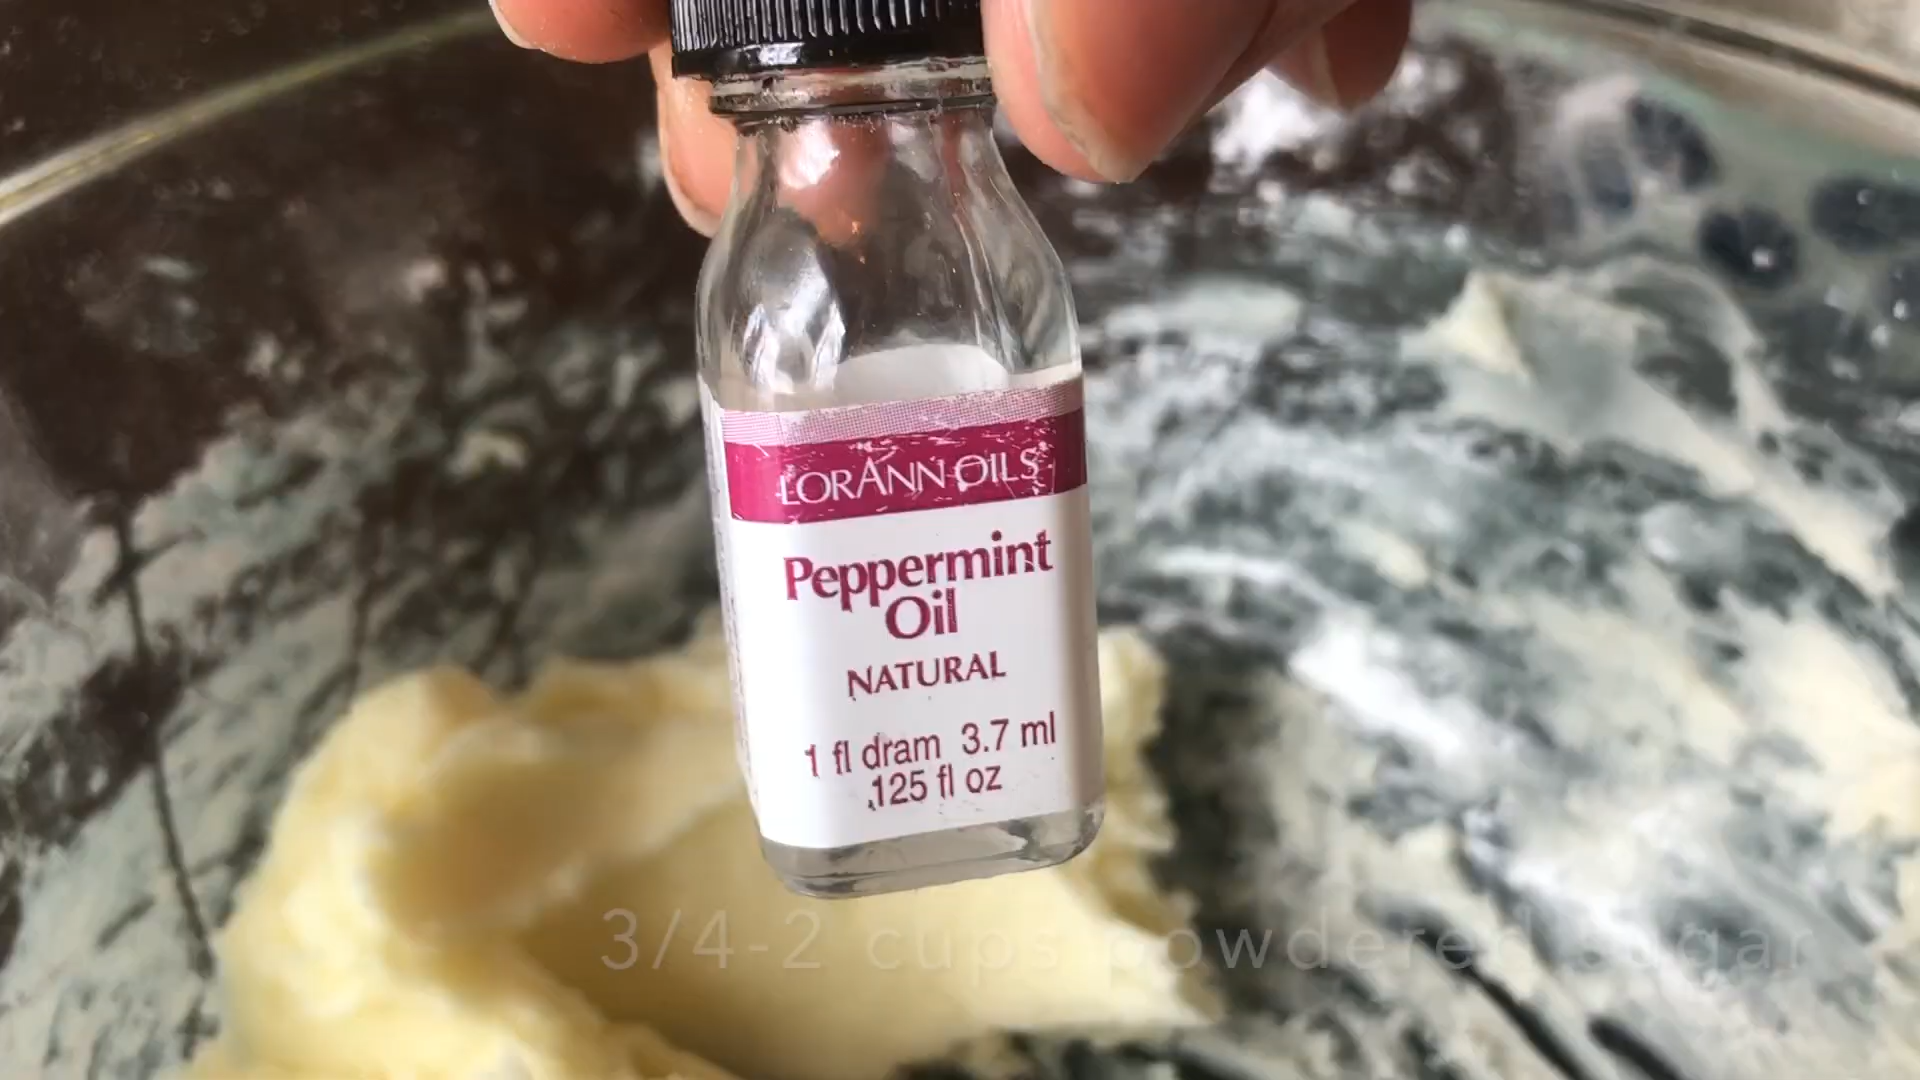 LORANN OILS
Peppermint
Oil
NATURAL
1 fl dram 3.7 ml
.125 fl oz
3/4-2 cups powdered sugar